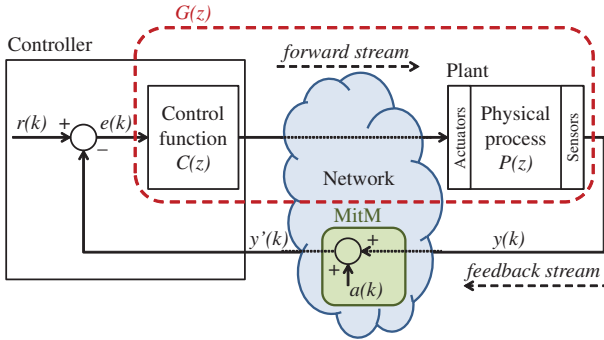 G(z)
Controller
forward stream
Plant
r(k)
+
−
e(k)
Control
function
C(z)
Actuators
Physical
process
P(z)
Sensors
Network
MitM
y'(k)
+
+
a(k)
y(k)
feedback stream